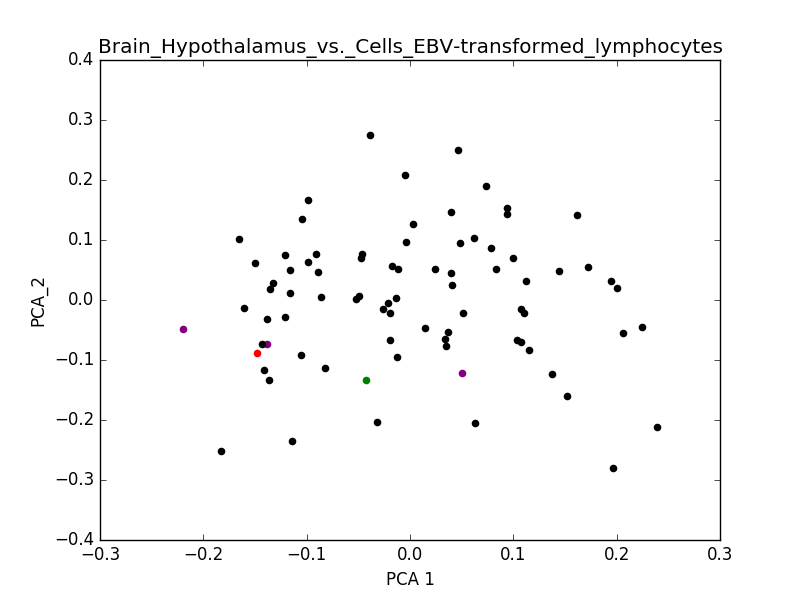 Brain_Hypothalamus_vs._Cells_EBV-transformed_lymphocytes
0.4
0.3
0.2
0.1
0.0
−0.1
−0.2
−0.3
−0.4
PCA_2
−0.3 −0.2 −0.1 0.0 0.1 0.2 0.3
PCA 1